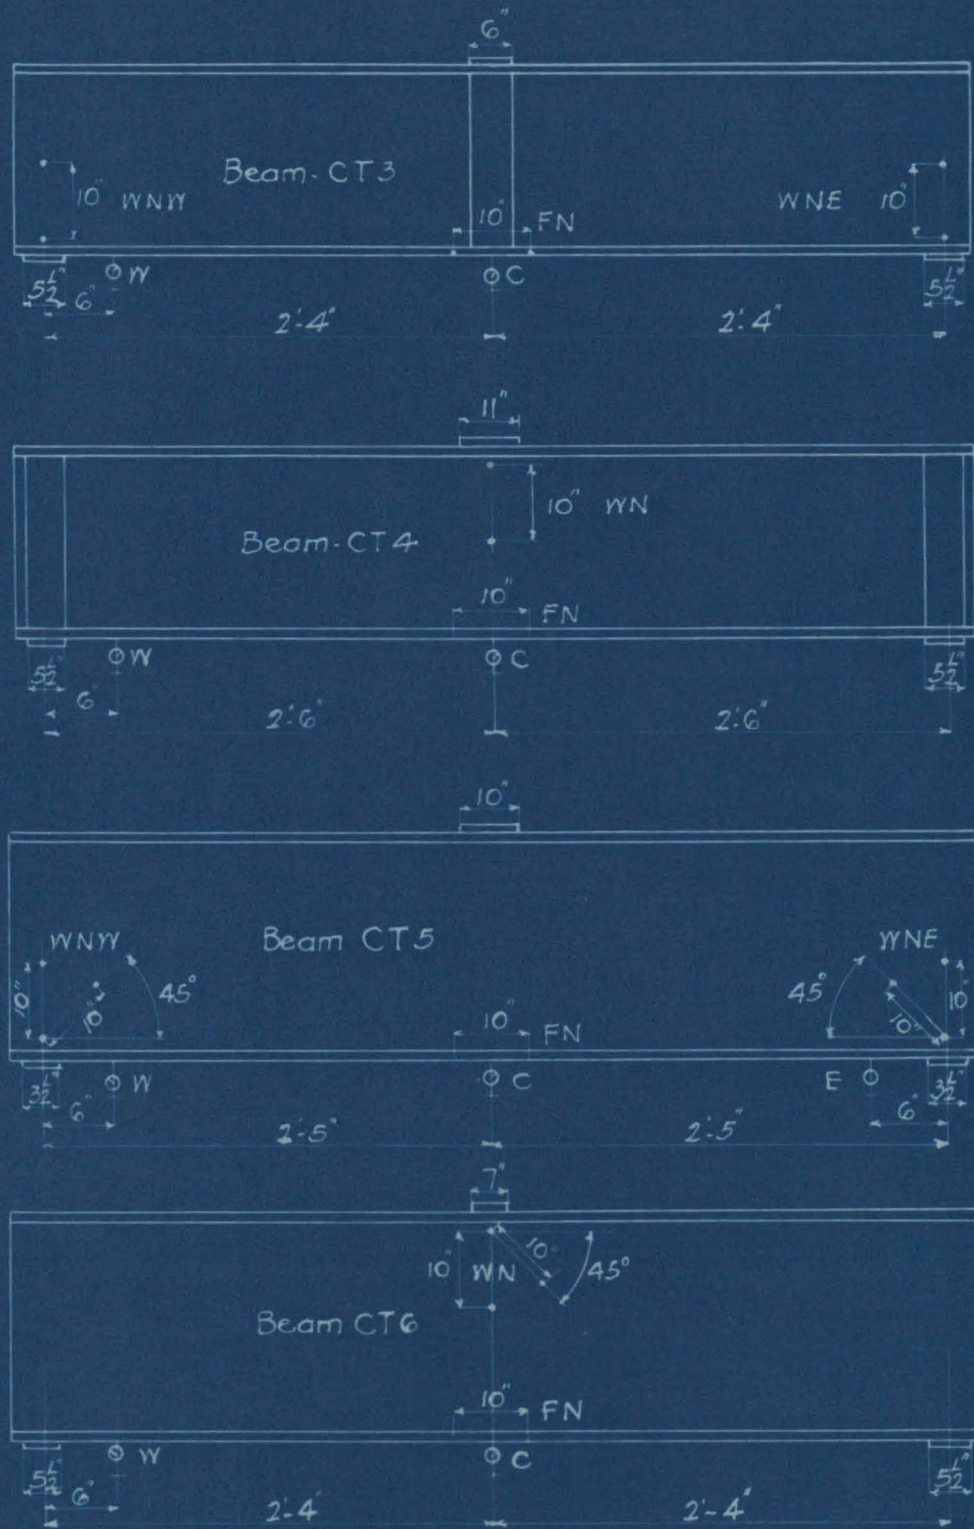 6"
Beam-CT3
10" WNW
10" FN
WNE 10"
5½" 6" W
C
5½"
2'-4"
2'-4"
11"
10" WN
Beam-CT4
10" FN
5½" 6" W
C
5½"
2'-6"
2'-6"
10"
WNW
Beam CT5
WNE
10" 10" 45°
10" FN
45° 10" 10"
3½" 6" W
C
E 6" 3½"
2'-5"
2'-5"
7"
10" WN 10" 45°
Beam CT6
10" FN
5½" 6" W
C
5½"
2'-4"
2'-4"